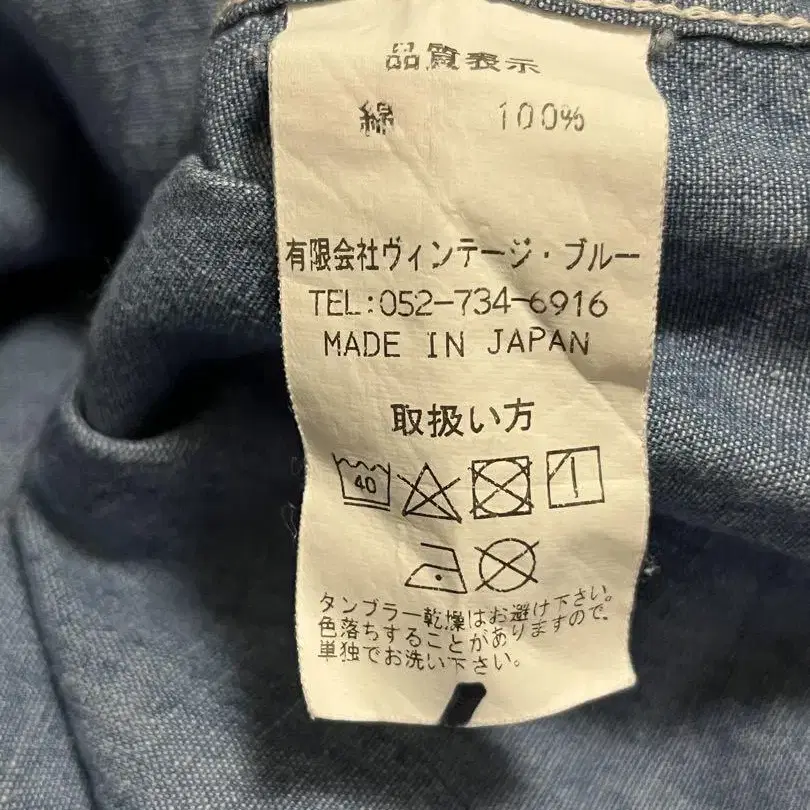 品質表示
綿 100%
有限会社ヴィンテージ・ブルー
TEL:052-734-6916
MADE IN JAPAN
取扱い方
40
タンブラー乾燥はお避け下さい。
色落ちすることがありますので、
単独でお洗い下さい。